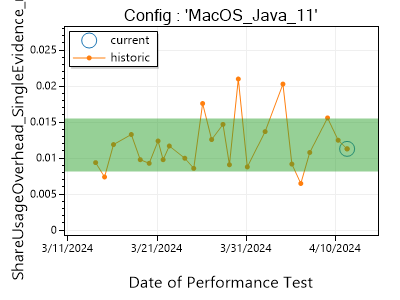 Config : 'MacOS_Java_11'
ShareUsageOverhead_SingleEvidence_
current
historic
0.025
0.02
0.015
0.01
0.005
0
3/11/2024
3/21/2024
3/31/2024
4/10/2024
Date of Performance Test